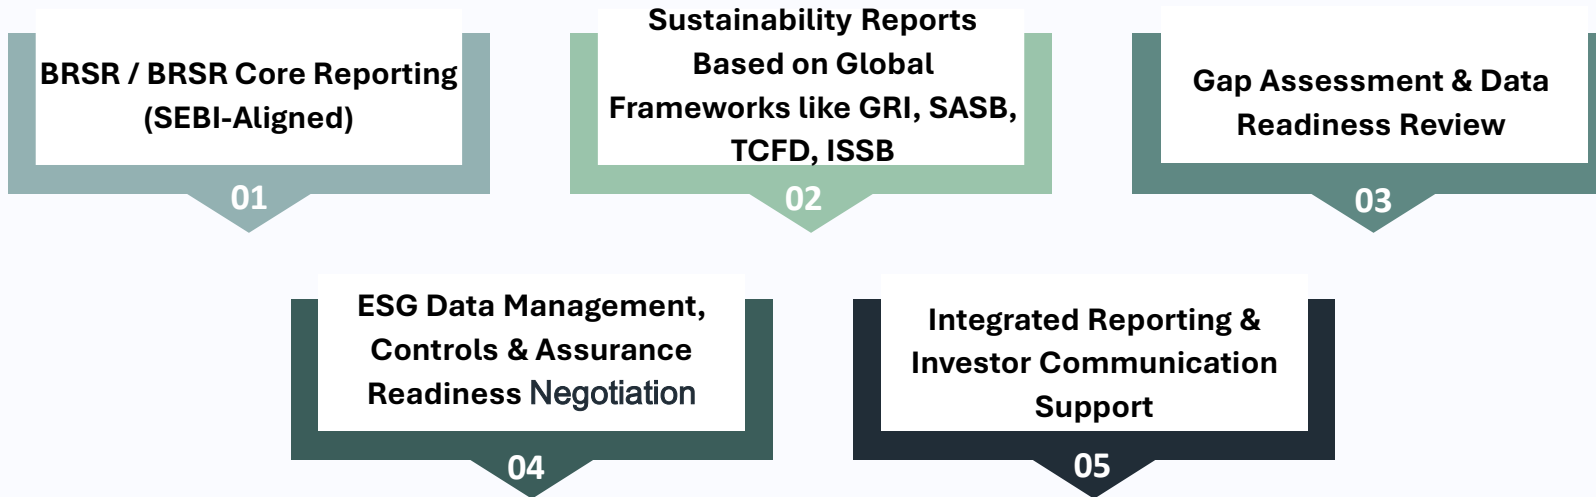 BRSR / BRSR Core Reporting
(SEBI-Aligned)
01
Sustainability Reports
Based on Global
Frameworks like GRI, SASB,
TCFD, ISSB
02
Gap Assessment & Data
Readiness Review
03
ESG Data Management,
Controls & Assurance
Readiness Negotiation
04
Integrated Reporting &
Investor Communication
Support
05